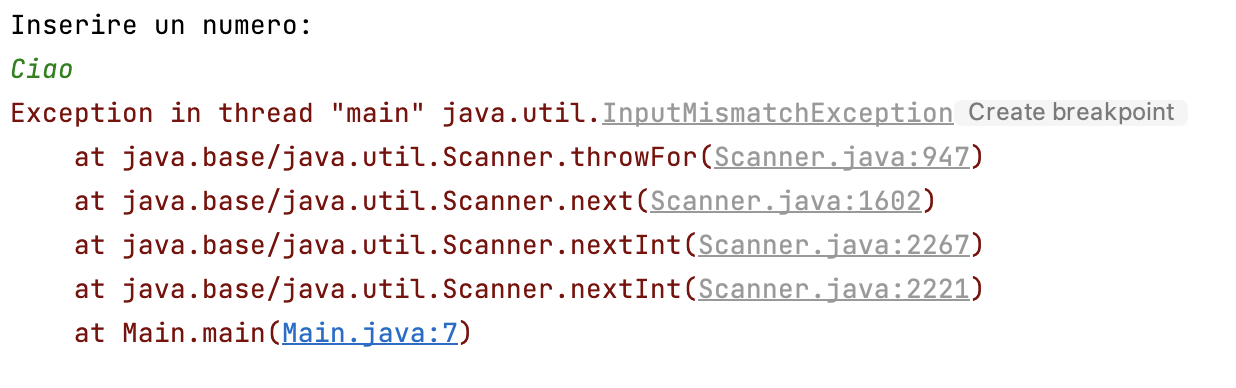 Inserire un numero:
Ciao
Exception in thread "main" java.util.InputMismatchException Create breakpoint
    at java.base/java.util.Scanner.throwFor(Scanner.java:947)
    at java.base/java.util.Scanner.next(Scanner.java:1602)
    at java.base/java.util.Scanner.nextInt(Scanner.java:2267)
    at java.base/java.util.Scanner.nextInt(Scanner.java:2221)
    at Main.main(Main.java:7)